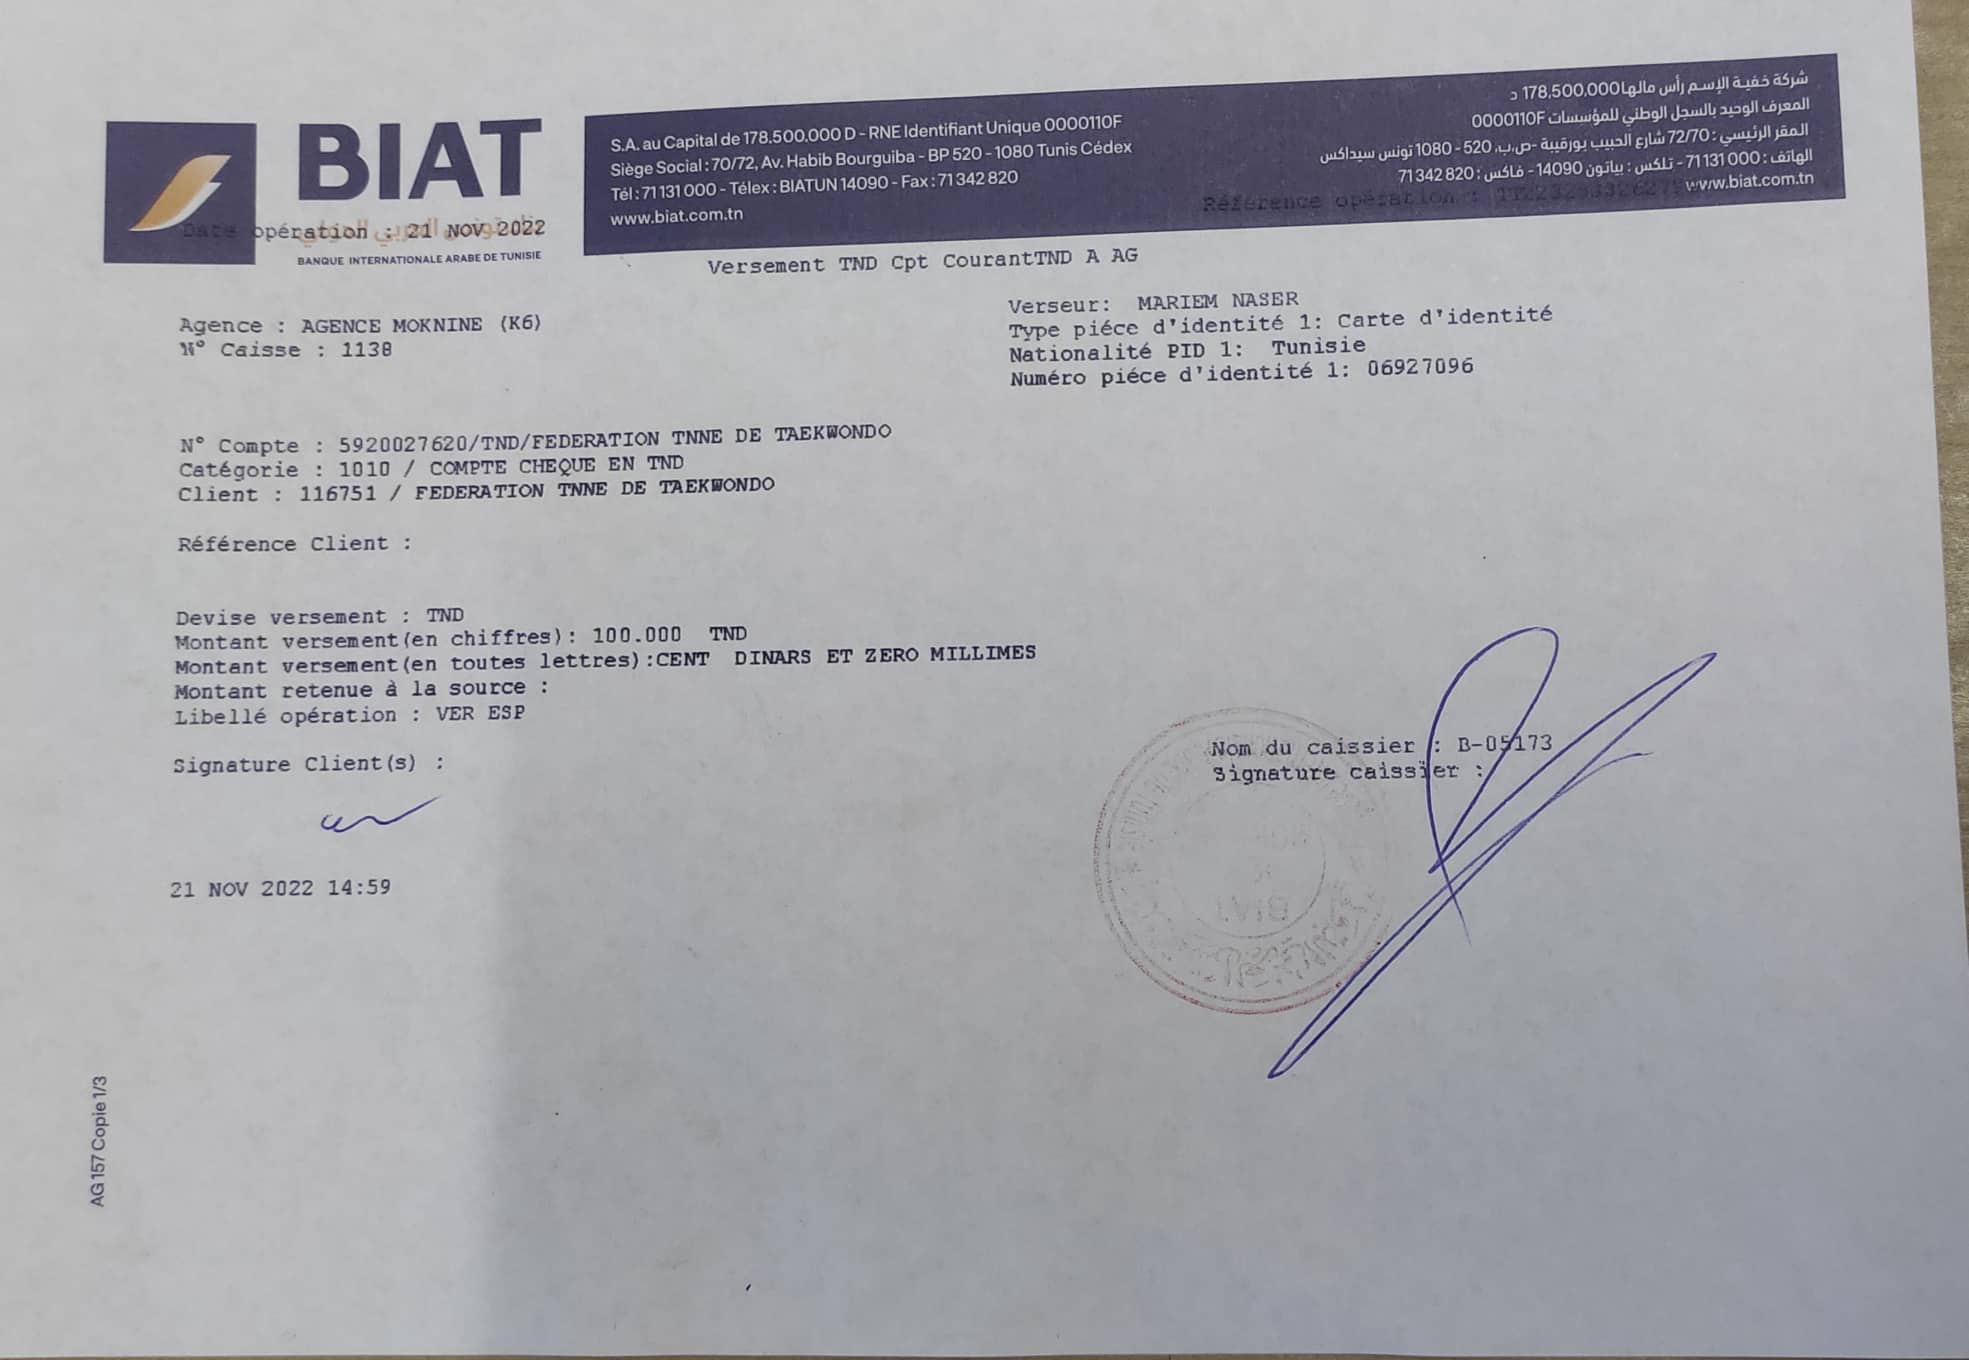 BIAT
BANQUE INTERNATIONALE ARABE DE TUNISIE
S.A. au Capital de 178.500.000 D - RNE Identifiant Unique 0000110F
Siège Social : 70/72, Av. Habib Bourguiba - BP 520 - 1080 Tunis Cédex
Tél : 71 131 000 - Télex : BIATUN 14090 - Fax : 71 342 820
www.biat.com.tn
شركة خفية الإسم رأس مالها 178.500.000 د
المعرف الوحيد بالسجل الوطني للمؤسسات 0000110F
المقر الرئيسي : 72/70 شارع الحبيب بورقيبة -ص.ب. 520 - 1080 تونس سيداكس
الهاتف : 71 131 000 - تلكس : بياتون 14090 - فاكس : 71 342 820
www.biat.com.tn
Date opération : 21 NOV 2022
Référence opération :
Versement TND Cpt CourantTND A AG
Agence : AGENCE MOKNINE (K6)
N° Caisse : 1138
Verseur: MARIEM NASER
Type piéce d'identité 1: Carte d'identité
Nationalité PID 1: Tunisie
Numéro piéce d'identité 1: 06927096
N° Compte : 5920027620/TND/FEDERATION TNNE DE TAEKWONDO
Catégorie : 1010 / COMPTE CHEQUE EN TND
Client : 116751 / FEDERATION TNNE DE TAEKWONDO
Référence Client :
Devise versement : TND
Montant versement(en chiffres): 100.000 TND
Montant versement(en toutes lettres):CENT DINARS ET ZERO MILLIMES
Montant retenue à la source :
Libellé opération : VER ESP
Signature Client(s) :
Nom du caissier : B-05173
Signature caissier :
21 NOV 2022 14:59
AG 157 Copie 1/3